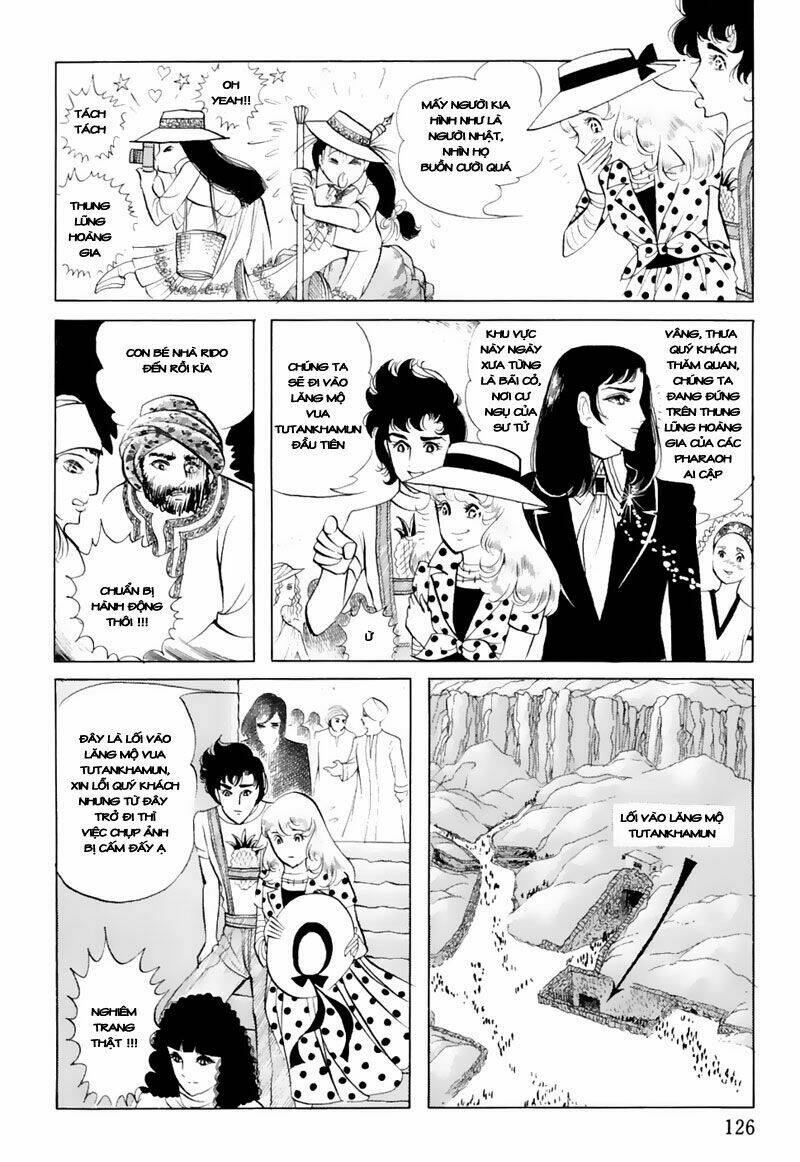 OH
YEAH!!
TÁCH
TÁCH
THUNG
LŨNG
HOÀNG
GIA
MẤY NGƯỜI KIA
HÌNH NHƯ LÀ
NGƯỜI NHẬT,
NHÌN HỌ
BUỒN CƯỜI QUÁ
CON BÉ NHÀ RIDO
ĐẾN RỒI KÌA
CHUẨN BỊ
HÀNH ĐỘNG
THÔI !!!
VÂNG, THƯA
QUÝ KHÁCH
THĂM QUAN,
CHÚNG TA
ĐANG ĐỨNG
TRÊN THUNG
LŨNG HOÀNG
GIA CỦA CÁC
PHARAOH
AI CẬP
KHU VỰC
NÀY NGÀY
XƯA TỪNG
LÀ BÃI CỎ,
NƠI CƯ
NGỤ CỦA
SƯ TỬ
CHÚNG TA
SẼ ĐI VÀO
LĂNG MỘ
VUA
TUTANKHAMUN
ĐẦU TIÊN
Ừ
ĐÂY LÀ LỐI VÀO
LĂNG MỘ VUA
TUTANKHAMUN,
XIN LỖI QUÝ KHÁCH
NHƯNG TỪ ĐÂY
TRỞ ĐI THÌ
VIỆC CHỤP ẢNH
BỊ CẤM ĐẤY Ạ
NGHIÊM
TRANG
THẬT !!!
LỐI VÀO LĂNG MỘ
TUTANKHAMUN
126